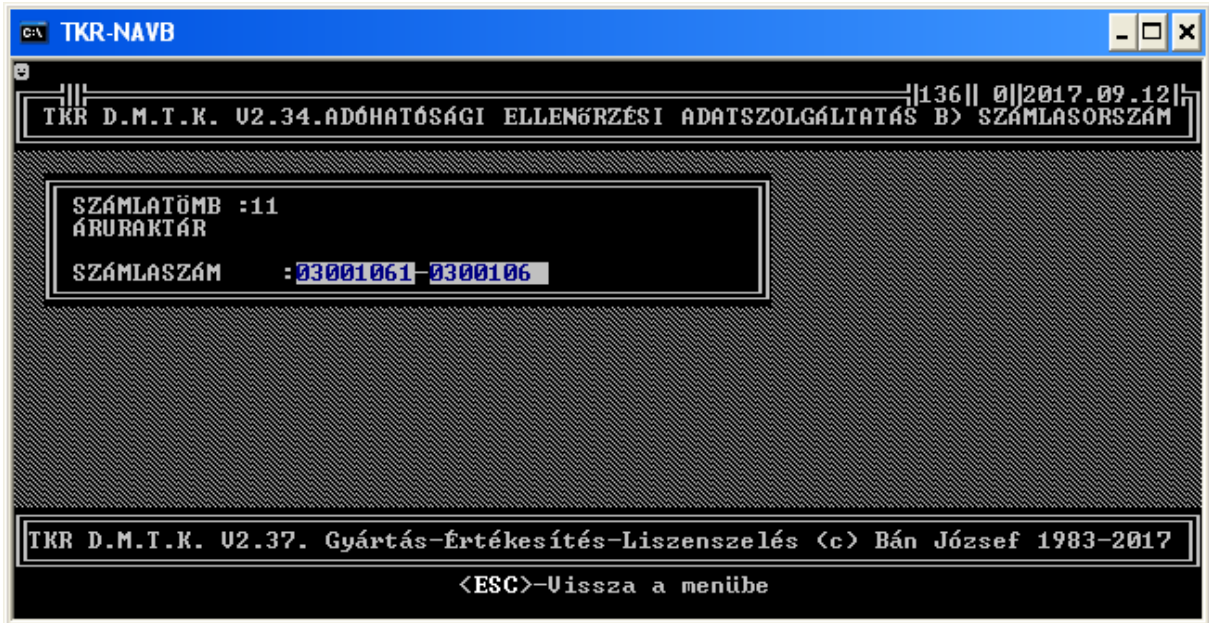 TKR-NAVB
136 0 2017.09.12
TKR D.M.T.K. V2.34.ADÓHATÓSÁGI ELLENőRZÉSI ADATSZOLGÁLTATÁS B) SZÁMLASORSZÁM
SZÁMLATÖMB :11
ÁRURAKTÁR
SZÁMLASZÁM :03001061-0300106
TKR D.M.T.K. V2.37. Gyártás-Értékesítés-Liszenszelés (c) Bán József 1983-2017
<ESC>-Vissza a menübe